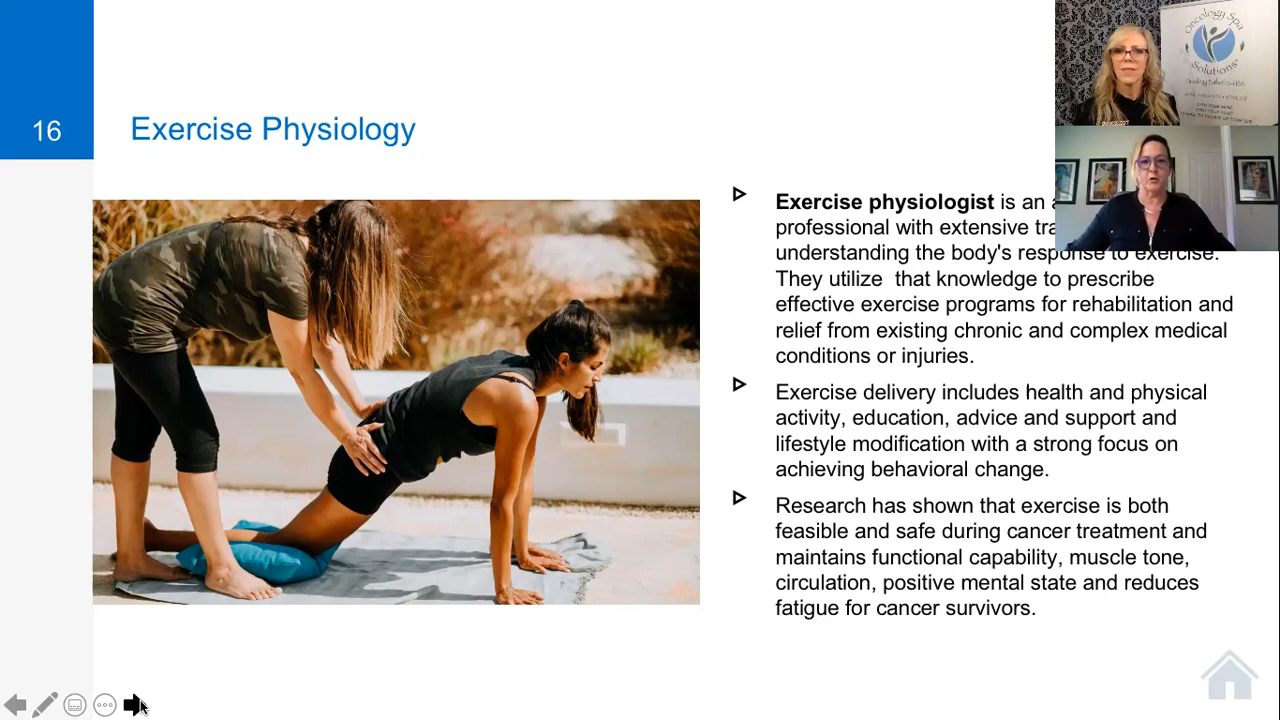 16
Exercise Physiology
Exercise physiologist is an
professional with extensive
understanding the body's response to exercise.
They utilize that knowledge to prescribe
effective exercise programs for rehabilitation and
relief from existing chronic and complex medical
conditions or injuries.
Exercise delivery includes health and physical
activity, education, advice and support and
lifestyle modification with a strong focus on
achieving behavioral change.
Research has shown that exercise is both
feasible and safe during cancer treatment and
maintains functional capability, muscle tone,
circulation, positive mental state and reduces
fatigue for cancer survivors.
Oncology Spa
Solutions